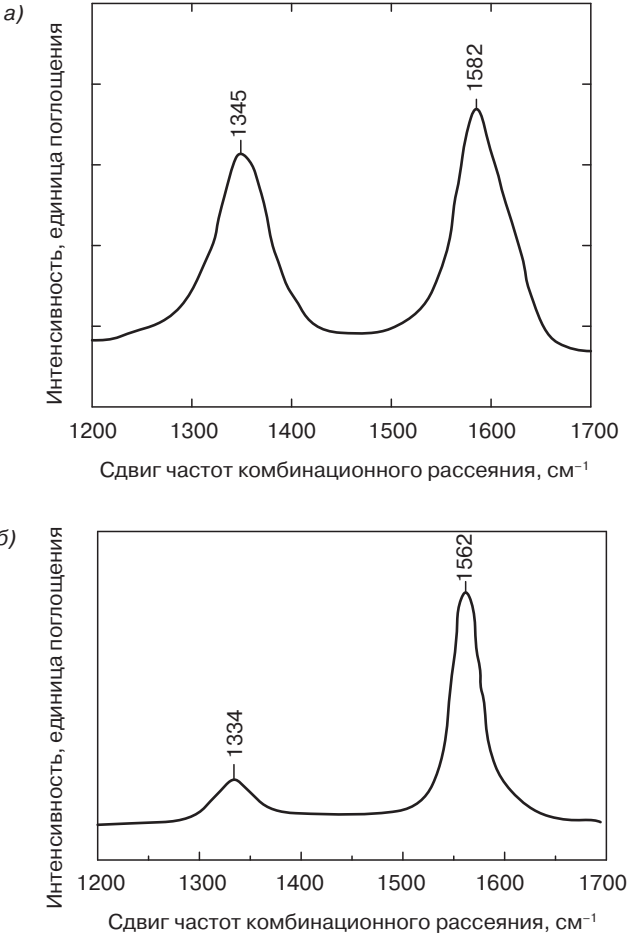 а)
Интенсивность, единица поглощения
1345
1582
1200 1300 1400 1500 1600 1700
Сдвиг частот комбинационного рассеяния, см⁻¹
б)
Интенсивность, единица поглощения
1334
1562
1200 1300 1400 1500 1600 1700
Сдвиг частот комбинационного рассеяния, см⁻¹